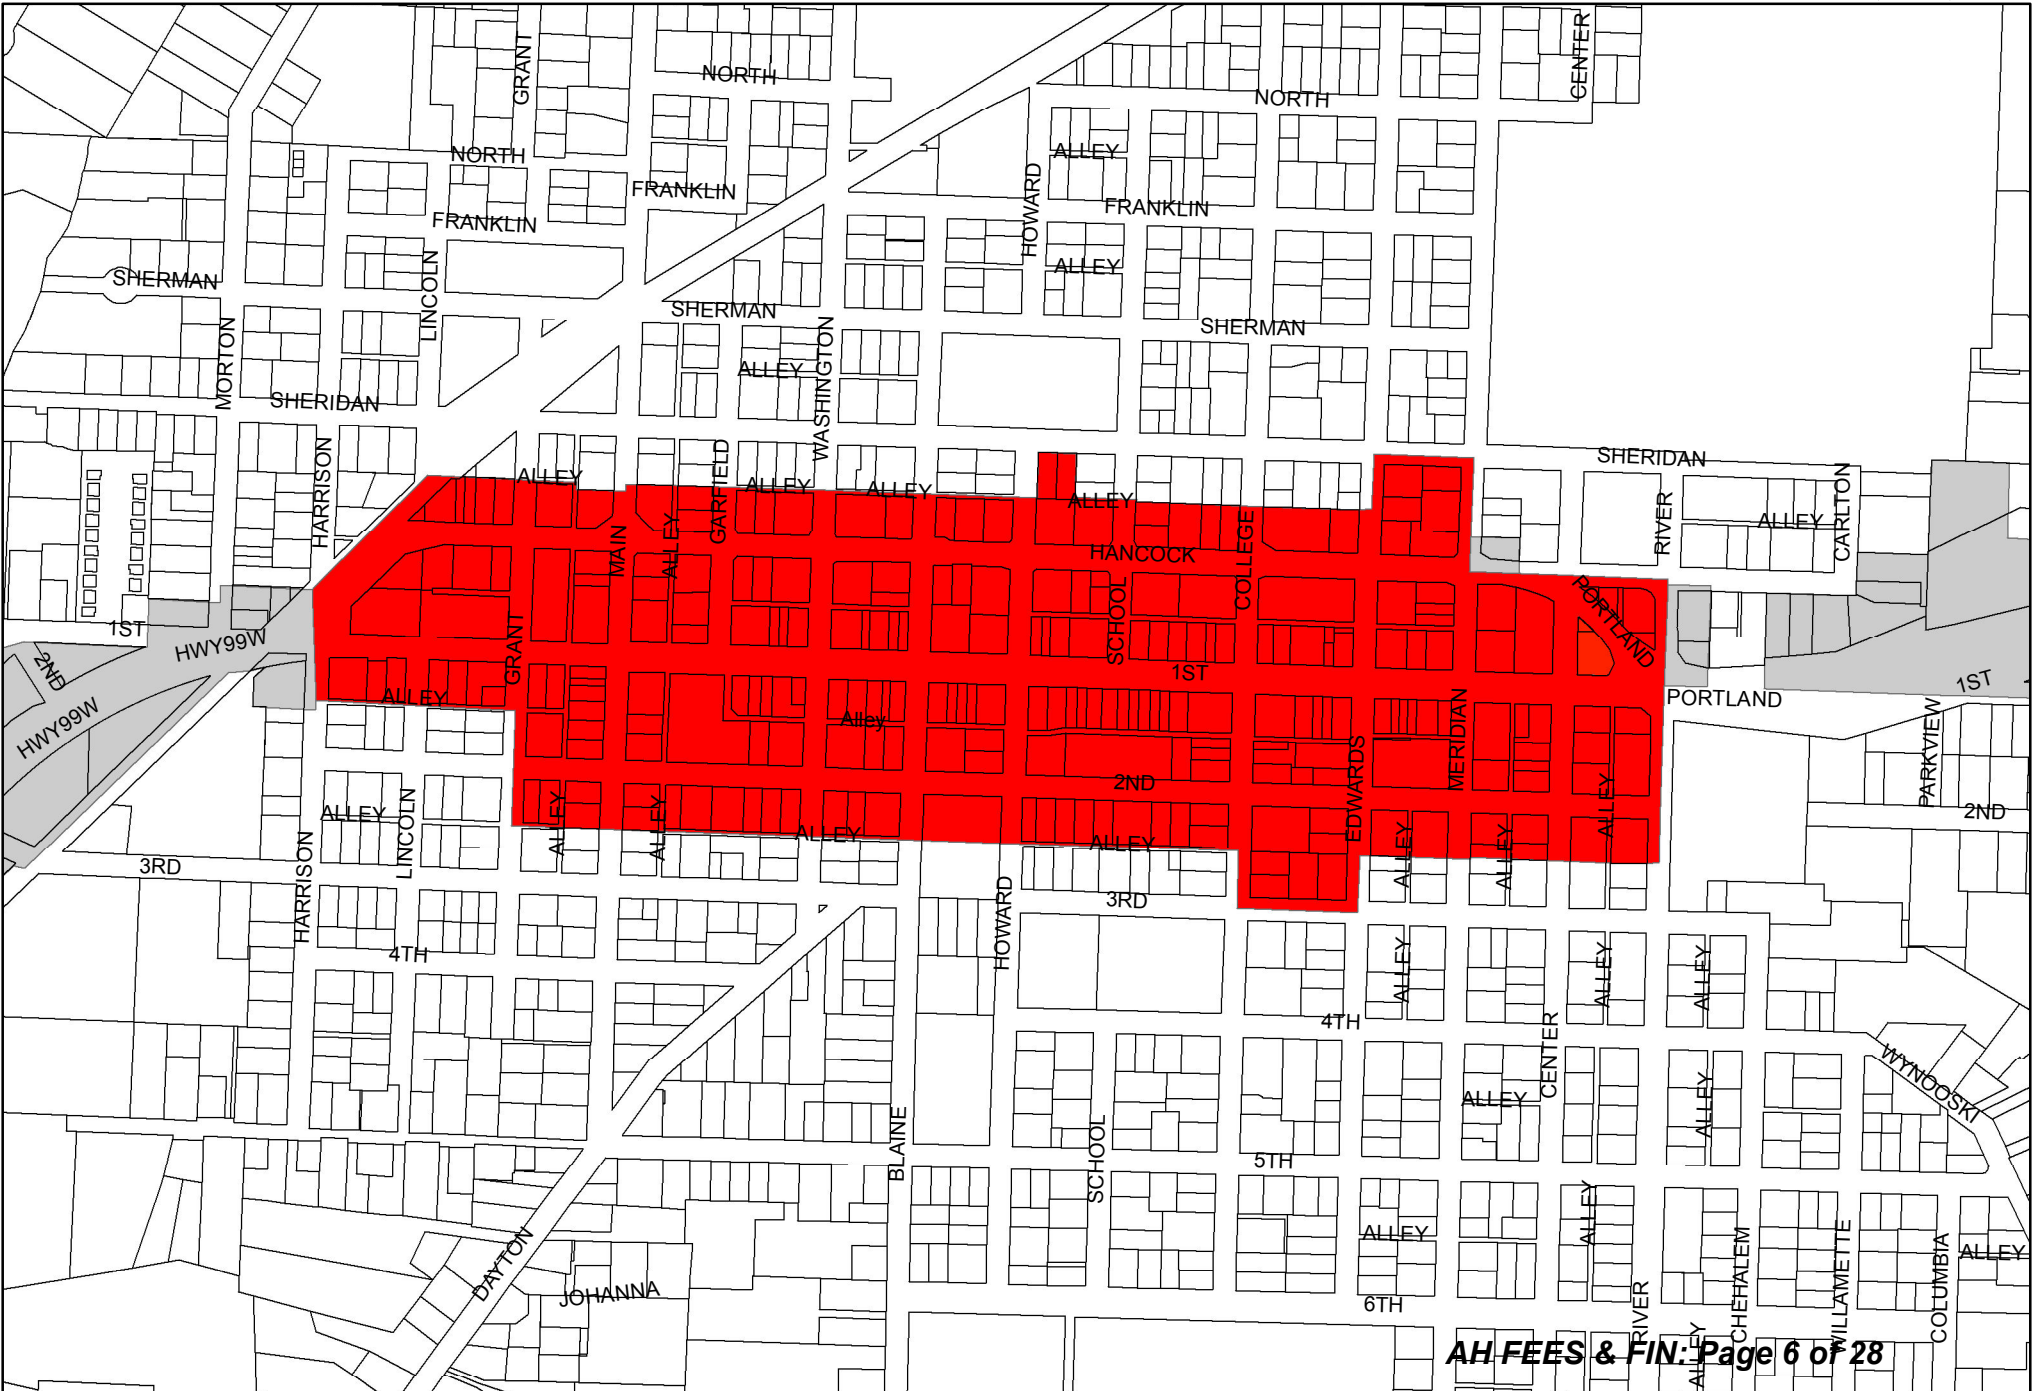 CENTER
GRANT
NORTH
NORTH
ALLEY
NORTH
FRANKLIN
HOWARD
FRANKLIN
FRANKLIN
ALLEY
SHERMAN
LINCOLN
SHERMAN
SHERMAN
MORTON
WASHINGTON
ALLEY
SHERIDAN
SHERIDAN
HARRISON
ALLEY
GARFIELD
ALLEY
ALLEY
ALLEY
RIVER
ALLEY
CARLTON
MAIN
ALLEY
HANCOCK
COLLEGE
PORTLAND
1ST
HWY99W
GRANT
SCHOOL
1ST
2ND
ALLEY
PORTLAND
1ST
HWY99W
Alley
EDWARDS
MERIDIAN
PARKVIEW
2ND
ALLEY
2ND
ALLEY
LINCOLN
ALLEY
ALLEY
ALLEY
ALLEY
ALLEY
ALLEY
HARRISON
3RD
HOWARD
3RD
4TH
ALLEY
ALLEY
ALLEY
4TH
CENTER
WYNOOSKI
ALLEY
ALLEY
BLAINE
SCHOOL
5TH
ALLEY
ALLEY
DAYTON
JOHANNA
6TH
RIVER
CHEHALEM
WILLAMETTE
COLUMBIA
ALLEY
ALLEY
AH FEES & FIN: Page 6 of 28